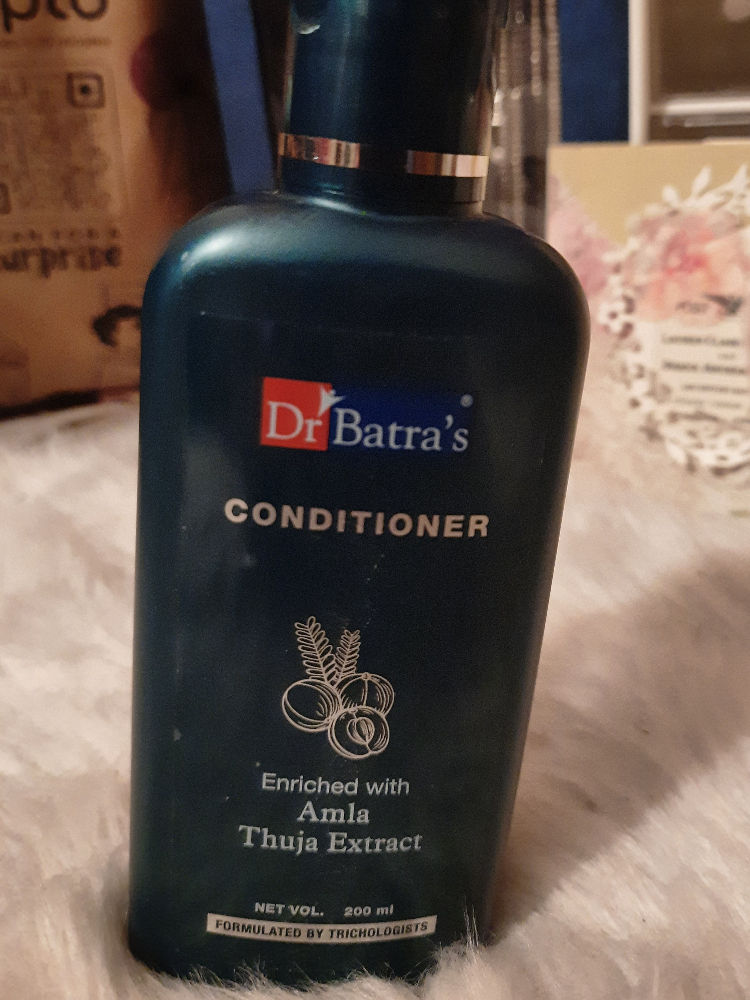 Dr Batra's®
CONDITIONER
Enriched with
Amla
Thuja Extract
NET VOL. 200 ml
FORMULATED BY TRICHOLOGISTS